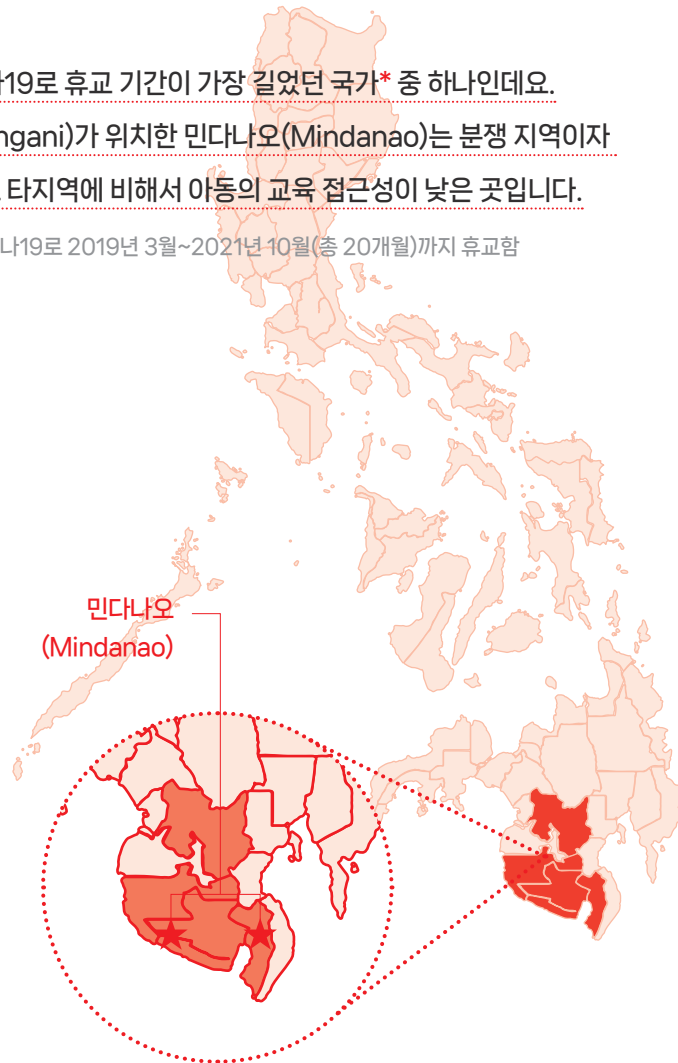 19로 휴교 기간이 가장 길었던 국가* 중 하나인데요.
ngani)가 위치한 민다나오(Mindanao)는 분쟁 지역이자
타지역에 비해서 아동의 교육 접근성이 낮은 곳입니다.
나19로 2019년 3월~2021년 10월(총 20개월)까지 휴교함
민다나오
(Mindanao)